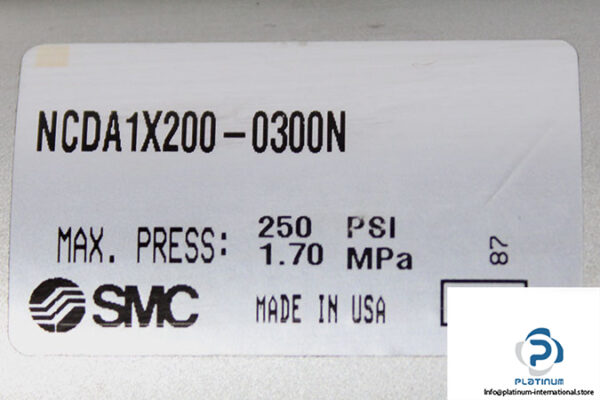 NCDA1X200-0300N
MAX. PRESS: 250 PSI
1.70 MPa
87
SMC
MADE IN USA
PLATINUM
Info@platinum-international.store